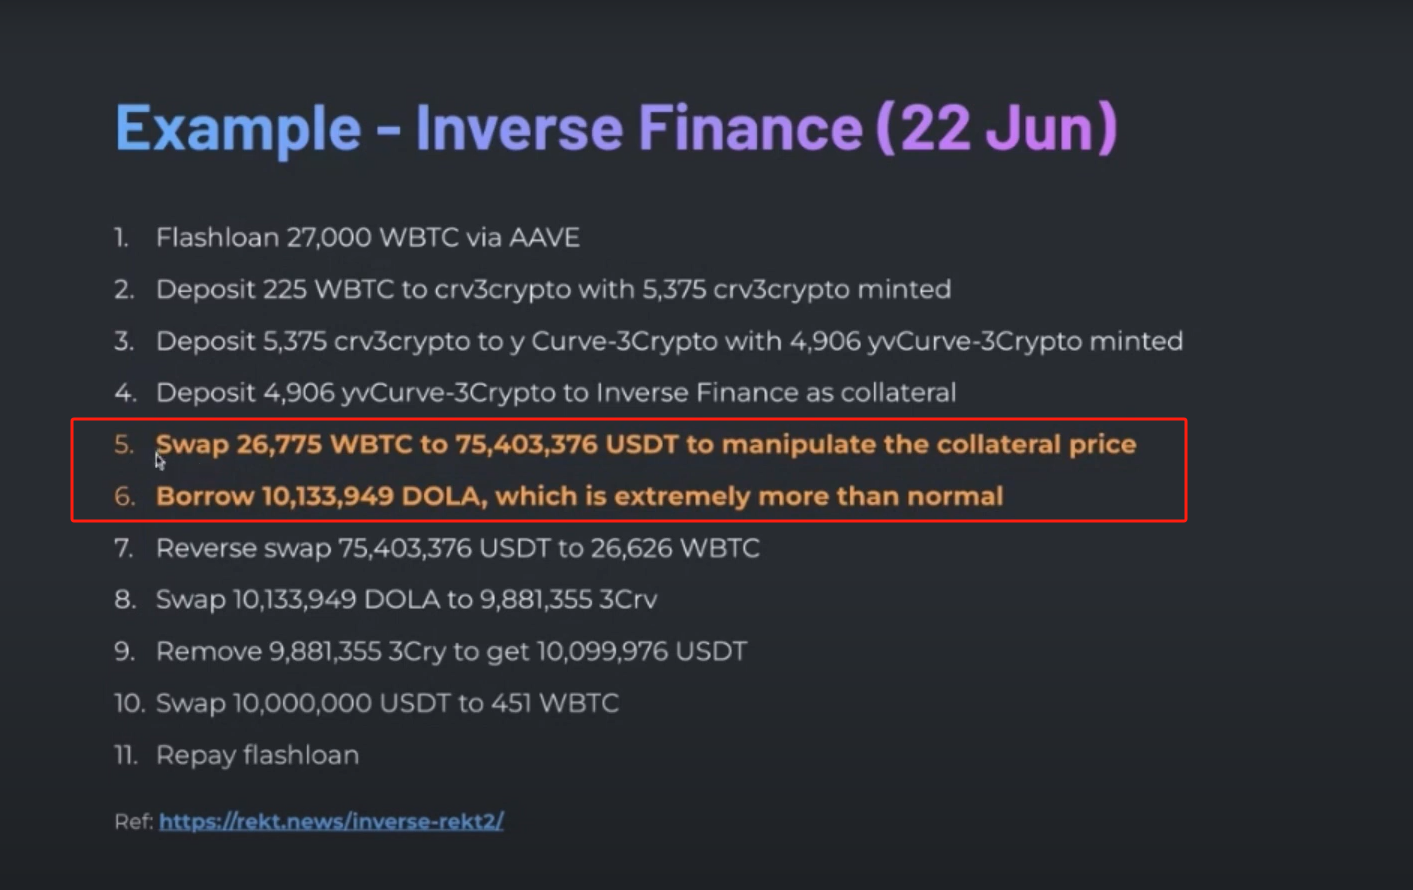 Example - Inverse Finance (22 Jun)
1. Flashloan 27,000 WBTC via AAVE
2. Deposit 225 WBTC to crv3crypto with 5,375 crv3crypto minted
3. Deposit 5,375 crv3crypto to y Curve-3Crypto with 4,906 yvCurve-3Crypto minted
4. Deposit 4,906 yvCurve-3Crypto to Inverse Finance as collateral
5. Swap 26,775 WBTC to 75,403,376 USDT to manipulate the collateral price
6. Borrow 10,133,949 DOLA, which is extremely more than normal
7. Reverse swap 75,403,376 USDT to 26,626 WBTC
8. Swap 10,133,949 DOLA to 9,881,355 3Crv
9. Remove 9,881,355 3Cry to get 10,099,976 USDT
10. Swap 10,000,000 USDT to 451 WBTC
11. Repay flashloan
Ref: https://rekt.news/inverse-rekt2/